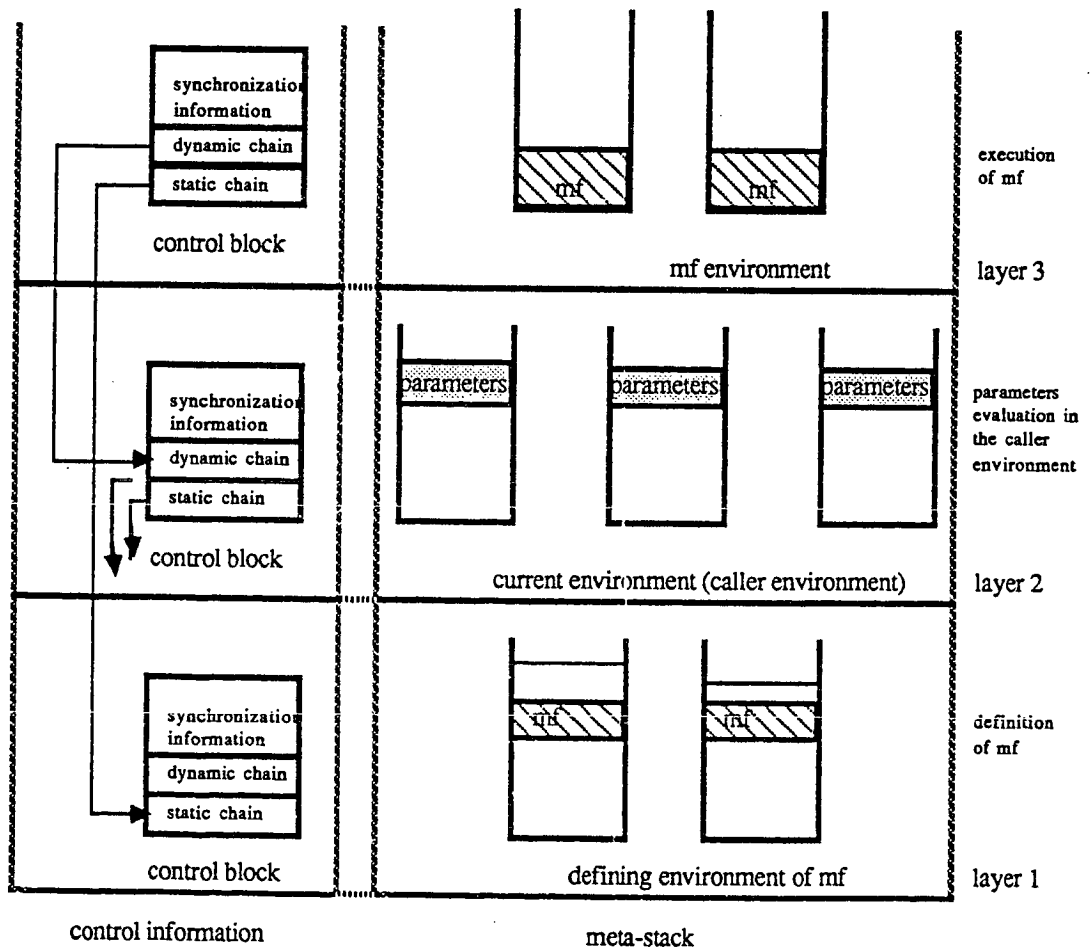 synchronization
information
dynamic chain
static chain
control block
mf
mf
execution
of mf
mf environment
layer 3
synchronization
information
dynamic chain
static chain
control block
parameters
parameters
parameters
parameters
evaluation in
the caller
environment
current environment (caller environment)
layer 2
synchronization
information
dynamic chain
static chain
control block
mf
mf
definition
of mf
defining environment of mf
layer 1
control information
meta-stack